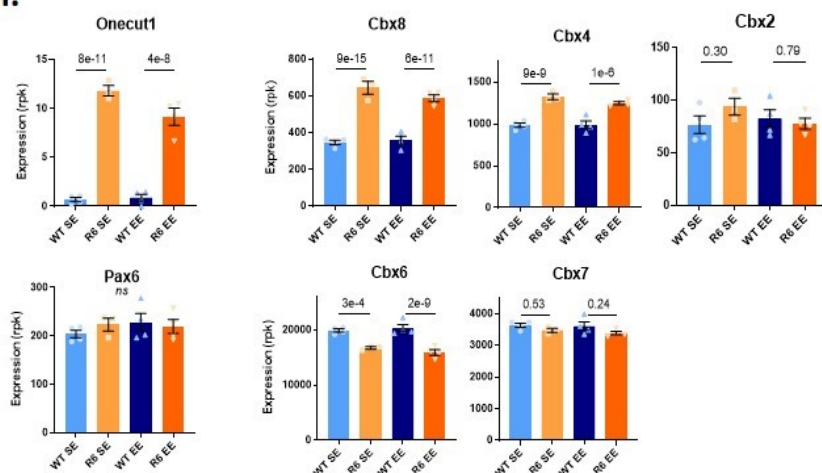 Onecut1
Expression (rpk)
15
10
5
0
8e-11
4e-8
WT SE
R6 SE
WT EE
R6 EE
Cbx8
Expression (rpk)
800
600
400
200
0
9e-15
6e-11
WT SE
R6 SE
WT EE
R6 EE
Cbx4
1500
1000
500
0
9e-9
1e-6
WT SE
R6 SE
WT EE
R6 EE
Cbx2
150
100
50
0
0.30
0.79
WT SE
R6 SE
WT EE
R6 EE
Pax6
ns
Expression (rpk)
300
200
100
0
WT SE
R6 SE
WT EE
R6 EE
Cbx6
Expression (rpk)
20000
10000
0
3e-4
2e-9
WT SE
R6 SE
WT EE
R6 EE
Cbx7
4000
3000
2000
1000
0
0.53
0.24
WT SE
R6 SE
WT EE
R6 EE